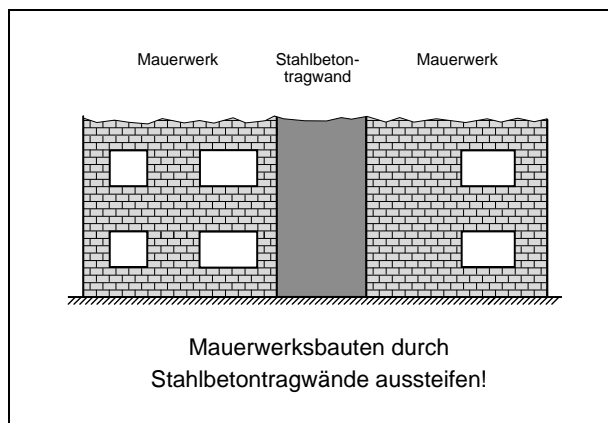 Mauerwerk
Stahlbeton-
tragwand
Mauerwerk
Mauerwerksbauten durch
Stahlbetontragwände aussteifen!